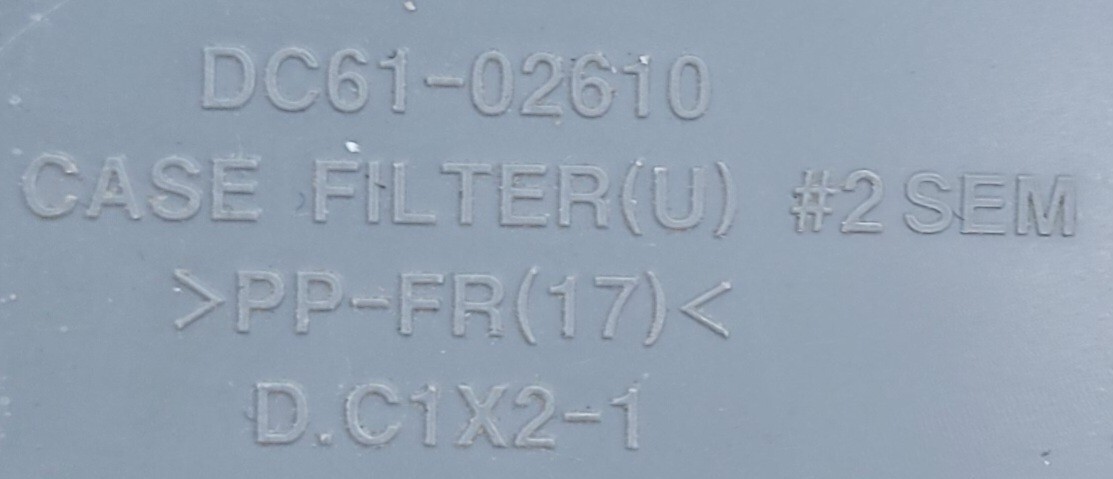 DC61-02610
CASE FILTER(U) #2 SEM
>PP-FR(17)<
D.C1X2-1